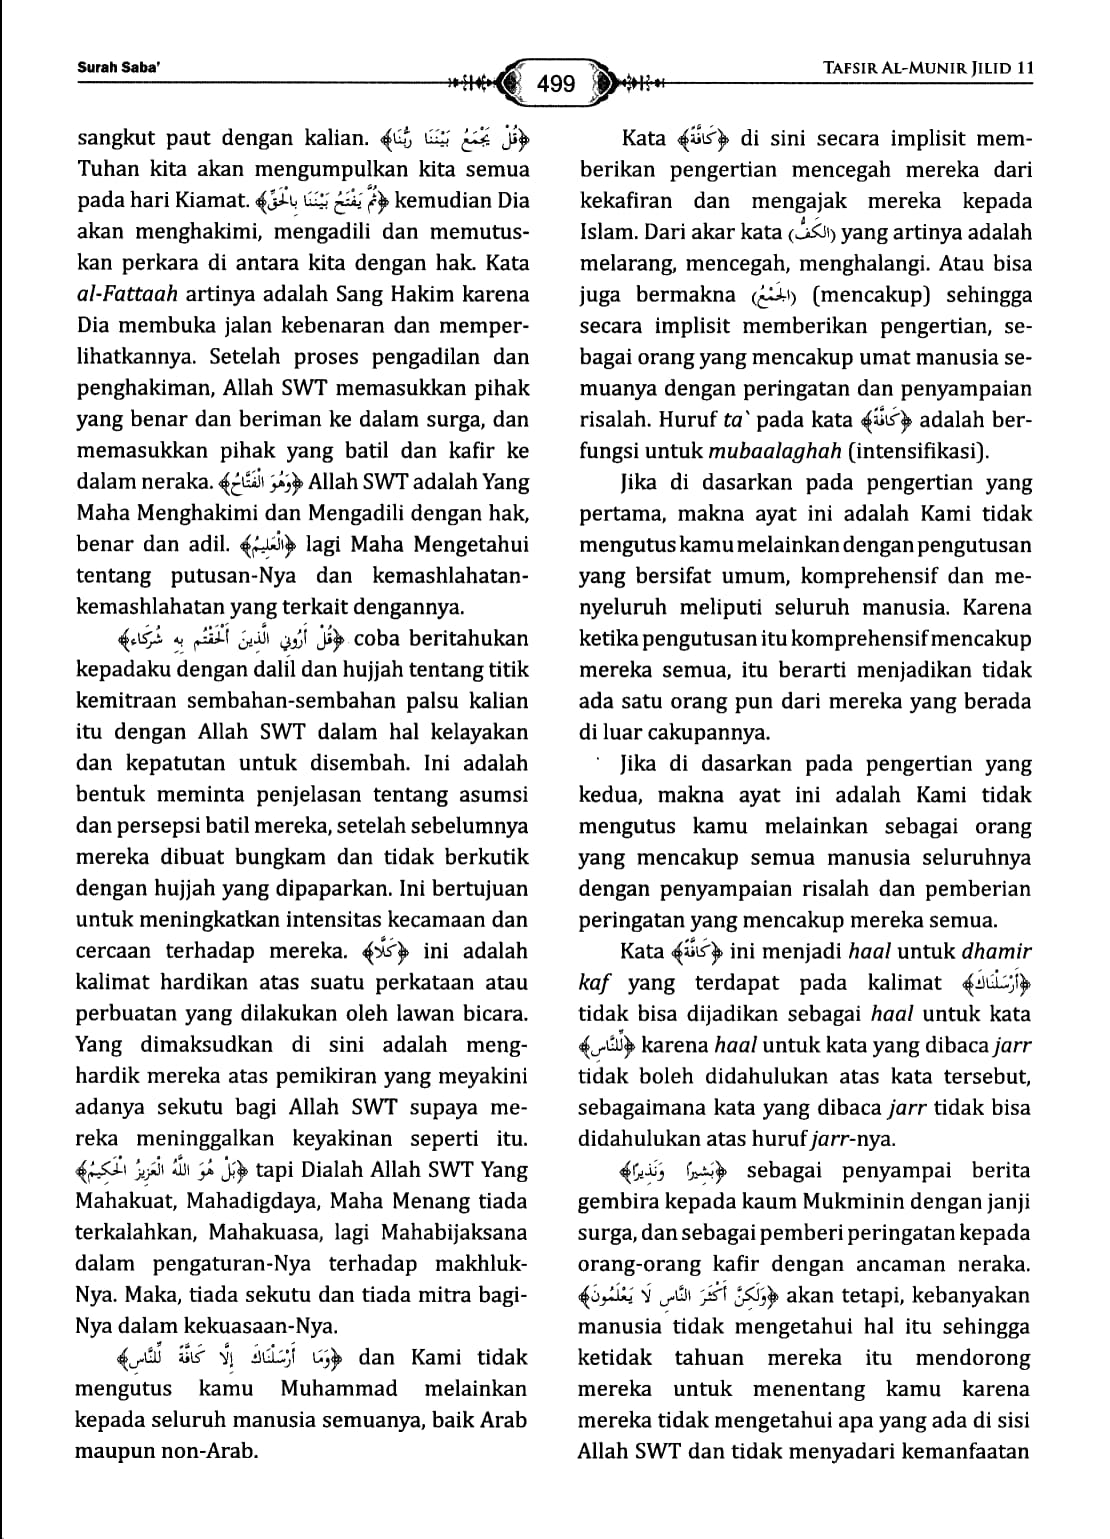 Surah Saba'
499
TAFSIR AL-MUNIR JILID 11
sangkut paut dengan kalian. ﴿قُلْ يَجْمَعُ بَيْنَنَا رَبُّنَا﴾
Tuhan kita akan mengumpulkan kita semua
pada hari Kiamat. ﴿ثُمَّ يَفْتَحُ بَيْنَنَا بِالْحَقِّ﴾ kemudian Dia
akan menghakimi, mengadili dan memutus-
kan perkara di antara kita dengan hak. Kata
al-Fattaah artinya adalah Sang Hakim karena
Dia membuka jalan kebenaran dan memper-
lihatkannya. Setelah proses pengadilan dan
penghakiman, Allah SWT memasukkan pihak
yang benar dan beriman ke dalam surga, dan
memasukkan pihak yang batil dan kafir ke
dalam neraka. ﴿وَهُوَ الْفَتَّاحُ﴾ Allah SWT adalah Yang
Maha Menghakimi dan Mengadili dengan hak,
benar dan adil. ﴿الْعَلِيمُ﴾ lagi Maha Mengetahui
tentang putusan-Nya dan kemashlahatan-
kemashlahatan yang terkait dengannya.
﴿قُلْ أَرُونِي الَّذِينَ أَلْحَقْتُم بِهِ شُرَكَاء﴾ coba beritahukan
kepadaku dengan dalil dan hujjah tentang titik
kemitraan sembahan-sembahan palsu kalian
itu dengan Allah SWT dalam hal kelayakan
dan kepatutan untuk disembah. Ini adalah
bentuk meminta penjelasan tentang asumsi
dan persepsi batil mereka, setelah sebelumnya
mereka dibuat bungkam dan tidak berkutik
dengan hujjah yang dipaparkan. Ini bertujuan
untuk meningkatkan intensitas kecamaan dan
cercaan terhadap mereka. ﴿كَلَّا﴾ ini adalah
kalimat hardikan atas suatu perkataan atau
perbuatan yang dilakukan oleh lawan bicara.
Yang dimaksudkan di sini adalah meng-
hardik mereka atas pemikiran yang meyakini
adanya sekutu bagi Allah SWT supaya me-
reka meninggalkan keyakinan seperti itu.
﴿بَلْ هُوَ اللَّهُ الْعَزِيزُ الْحَكِيمُ﴾ tapi Dialah Allah SWT Yang
Mahakuat, Mahadigdaya, Maha Menang tiada
terkalahkan, Mahakuasa, lagi Mahabijaksana
dalam pengaturan-Nya terhadap makhluk-
Nya. Maka, tiada sekutu dan tiada mitra bagi-
Nya dalam kekuasaan-Nya.
﴿وَمَا أَرْسَلْنَاكَ إِلَّا كَافَّةً لِّلنَّاسِ﴾ dan Kami tidak
mengutus kamu Muhammad melainkan
kepada seluruh manusia semuanya, baik Arab
maupun non-Arab.
Kata ﴿كَافَّةً﴾ di sini secara implisit mem-
berikan pengertian mencegah mereka dari
kekafiran dan mengajak mereka kepada
Islam. Dari akar kata (الكَفُّ) yang artinya adalah
melarang, mencegah, menghalangi. Atau bisa
juga bermakna (الجَمْعُ) (mencakup) sehingga
secara implisit memberikan pengertian, se-
bagai orang yang mencakup umat manusia se-
muanya dengan peringatan dan penyampaian
risalah. Huruf ta` pada kata ﴿كَافَّةً﴾ adalah ber-
fungsi untuk mubaalaghah (intensifikasi).
Jika di dasarkan pada pengertian yang
pertama, makna ayat ini adalah Kami tidak
mengutus kamu melainkan dengan pengutusan
yang bersifat umum, komprehensif dan me-
nyeluruh meliputi seluruh manusia. Karena
ketika pengutusan itu komprehensif mencakup
mereka semua, itu berarti menjadikan tidak
ada satu orang pun dari mereka yang berada
di luar cakupannya.
Jika di dasarkan pada pengertian yang
kedua, makna ayat ini adalah Kami tidak
mengutus kamu melainkan sebagai orang
yang mencakup semua manusia seluruhnya
dengan penyampaian risalah dan pemberian
peringatan yang mencakup mereka semua.
Kata ﴿كَافَّةً﴾ ini menjadi haal untuk dhamir
kaf yang terdapat pada kalimat ﴿أَرْسَلْنَاكَ﴾
tidak bisa dijadikan sebagai haal untuk kata
﴿لِّلنَّاسِ﴾ karena haal untuk kata yang dibaca jarr
tidak boleh didahulukan atas kata tersebut,
sebagaimana kata yang dibaca jarr tidak bisa
didahulukan atas huruf jarr-nya.
﴿بَشِيراً وَنَذِيراً﴾ sebagai penyampai berita
gembira kepada kaum Mukminin dengan janji
surga, dan sebagai pemberi peringatan kepada
orang-orang kafir dengan ancaman neraka.
﴿وَلَكِنَّ أَكْثَرَ النَّاسِ لَا يَعْلَمُونَ﴾ akan tetapi, kebanyakan
manusia tidak mengetahui hal itu sehingga
ketidak tahuan mereka itu mendorong
mereka untuk menentang kamu karena
mereka tidak mengetahui apa yang ada di sisi
Allah SWT dan tidak menyadari kemanfaatan